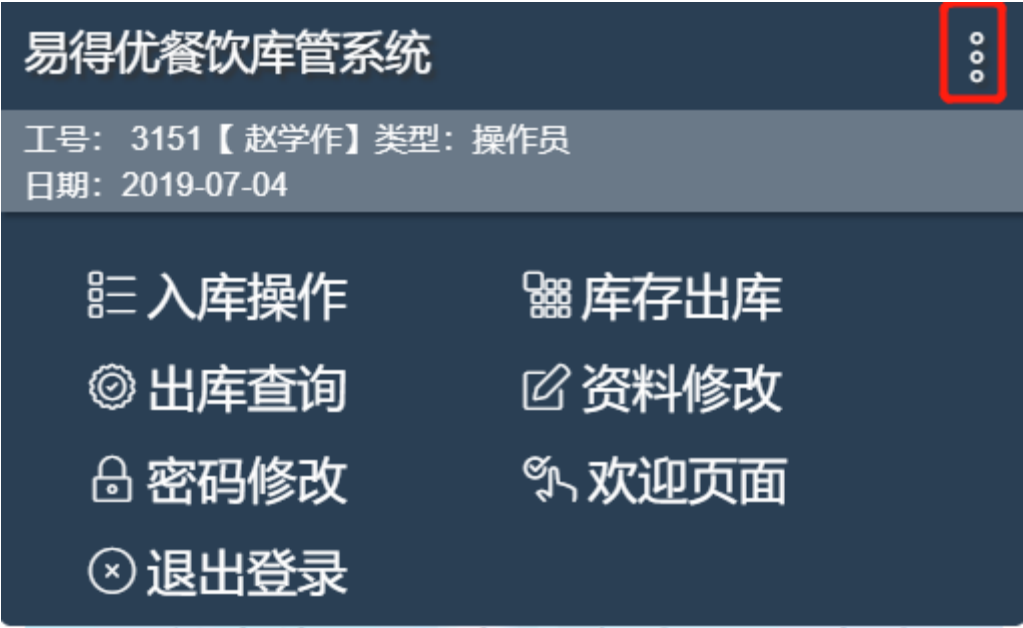 易得优餐饮库管系统
工号： 3151【 赵学作】类型：操作员
日期：2019-07-04
入库操作 库存出库
出库查询 资料修改
密码修改 欢迎页面
退出登录